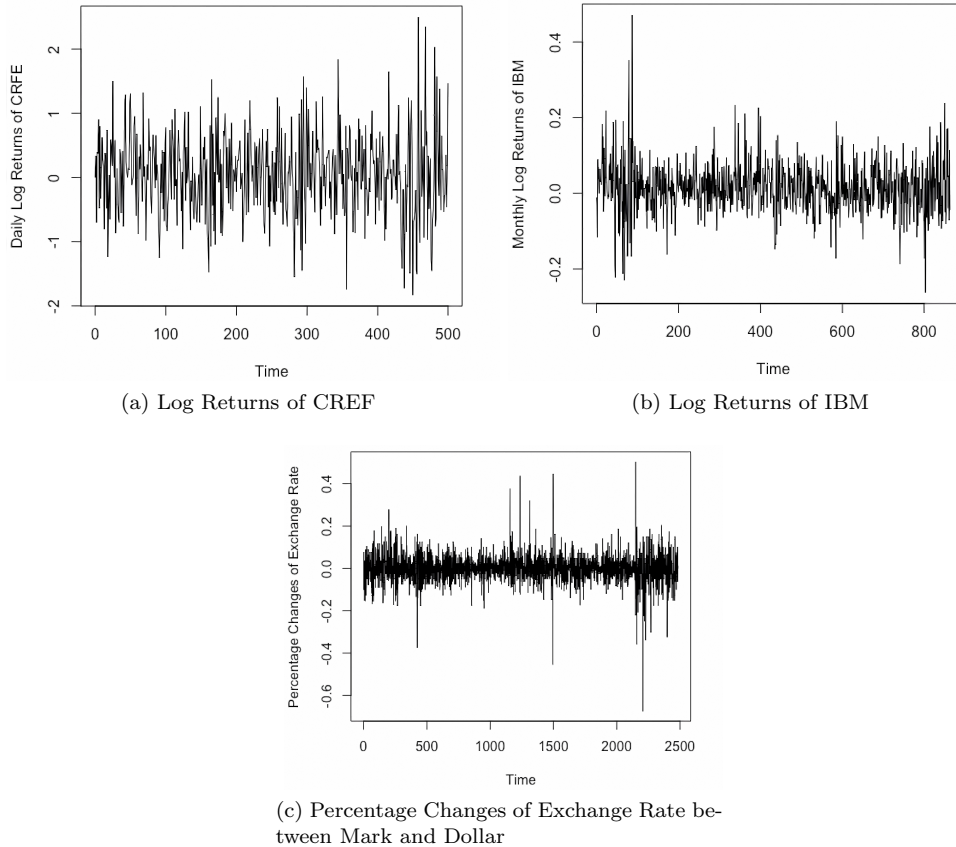 Daily Log Returns of CRFE
2
1
0
-1
-2
0 100 200 300 400 500
Time
(a) Log Returns of CREF
Monthly Log Returns of IBM
0.4
0.2
0.0
-0.2
0 200 400 600 800
Time
(b) Log Returns of IBM
Percentage Changes of Exchange Rate
0.4
0.2
0.0
-0.2
-0.4
-0.6
0 500 1000 1500 2000 2500
Time
(c) Percentage Changes of Exchange Rate be-
tween Mark and Dollar